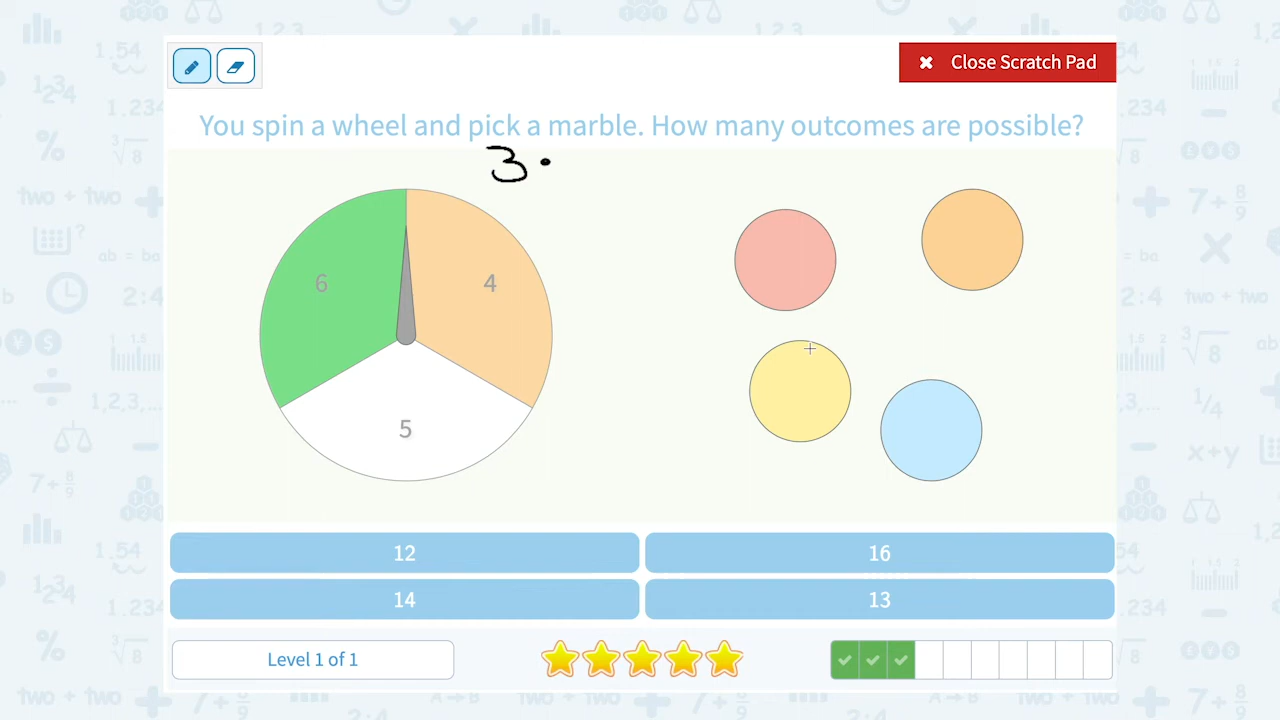 Close Scratch Pad
You spin a wheel and pick a marble. How many outcomes are possible?
3 ·
6
4
5
12
16
14
13
Level 1 of 1